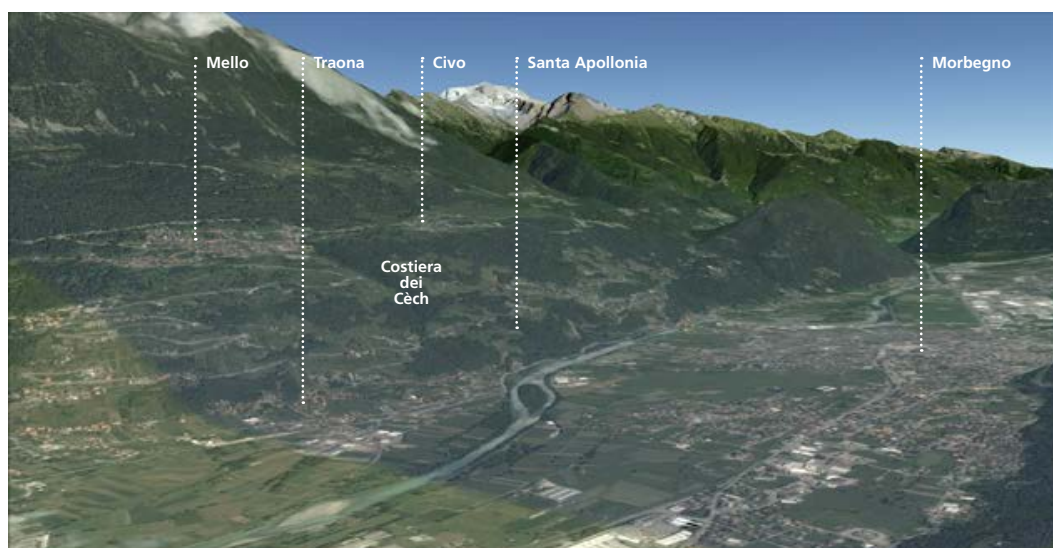 Mello
Traona
Civo
Santa Apollonia
Morbegno
Costiera
dei
Cèch